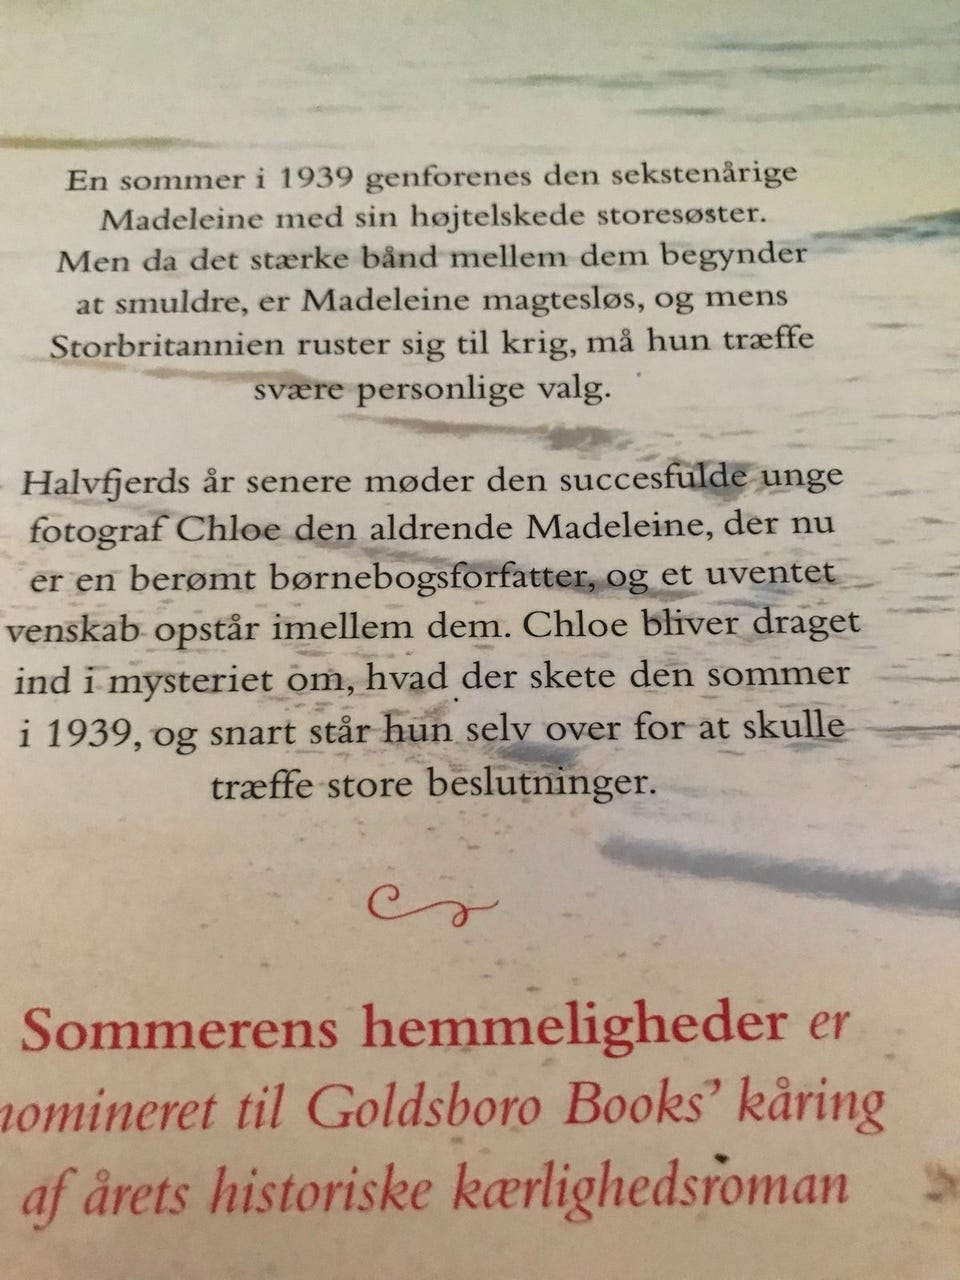 En sommer i 1939 genforenes den sekstenårige
Madeleine med sin højtelskede storesøster.
Men da det stærke bånd mellem dem begynder
at smuldre, er Madeleine magtesløs, og mens
Storbritannien ruster sig til krig, må hun træffe
svære personlige valg.
Halvfjerds år senere møder den succesfulde unge
fotograf Chloe den aldrende Madeleine, der nu
er en berømt børnebogsforfatter, og et uventet
venskab opstår imellem dem. Chloe bliver draget
ind i mysteriet om, hvad der skete den sommer
i 1939, og snart står hun selv over for at skulle
træffe store beslutninger.
Sommerens hemmeligheder er
nomineret til Goldsboro Books’ kåring
af årets historiske kærlighedsroman